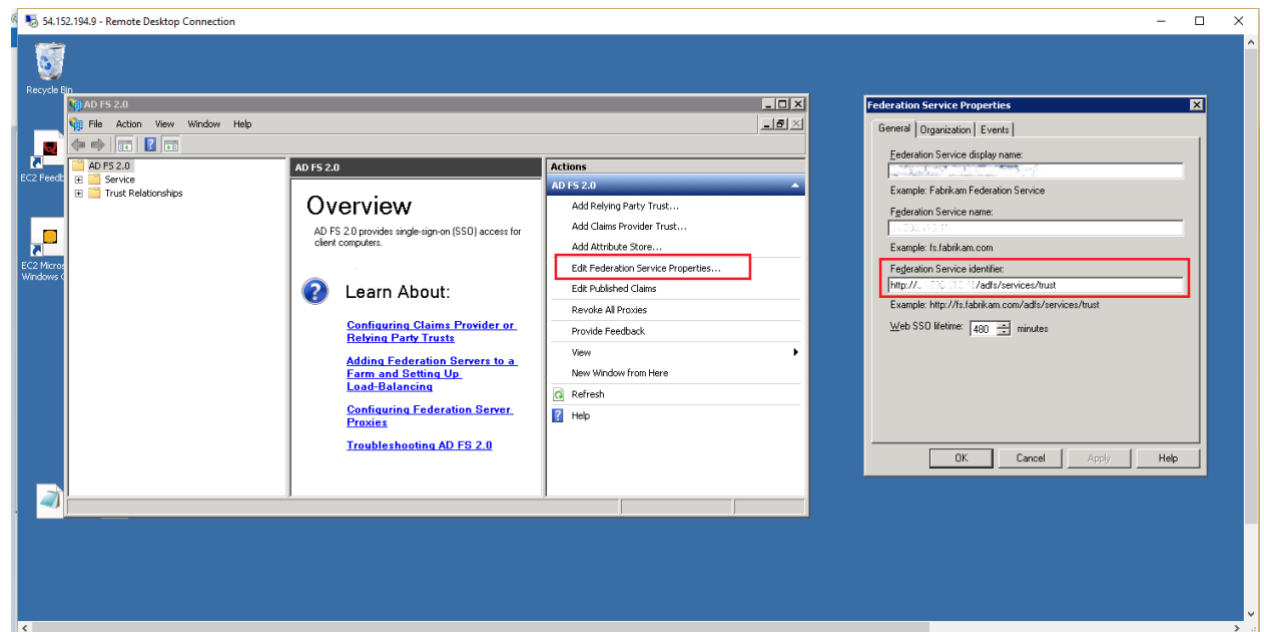 54.152.194.9 - Remote Desktop Connection
Recycle Bin
EC2 Feedb
EC2 Micros
Windows
AD FS 2.0
File Action View Window Help
AD FS 2.0
Service
Trust Relationships
AD FS 2.0
Overview
AD FS 2.0 provides single-sign-on (SSO) access for
client computers.
Learn About:
Configuring Claims Provider or
Relying Party Trusts
Adding Federation Servers to a
Farm and Setting Up
Load-Balancing
Configuring Federation Server
Proxies
Troubleshooting AD FS 2.0
Actions
AD FS 2.0
Add Relying Party Trust...
Add Claims Provider Trust...
Add Attribute Store...
Edit Federation Service Properties...
Edit Published Claims
Revoke All Proxies
Provide Feedback
View
New Window from Here
Refresh
Help
Federation Service Properties
General Organization Events
Federation Service display name:
Example: Fabrikam Federation Service
Federation Service name:
Example: fs.fabrikam.com
Federation Service identifier:
http:// /adfs/services/trust
Example: http://fs.fabrikam.com/adfs/services/trust
Web SSO lifetime: 480 minutes
OK Cancel Apply Help